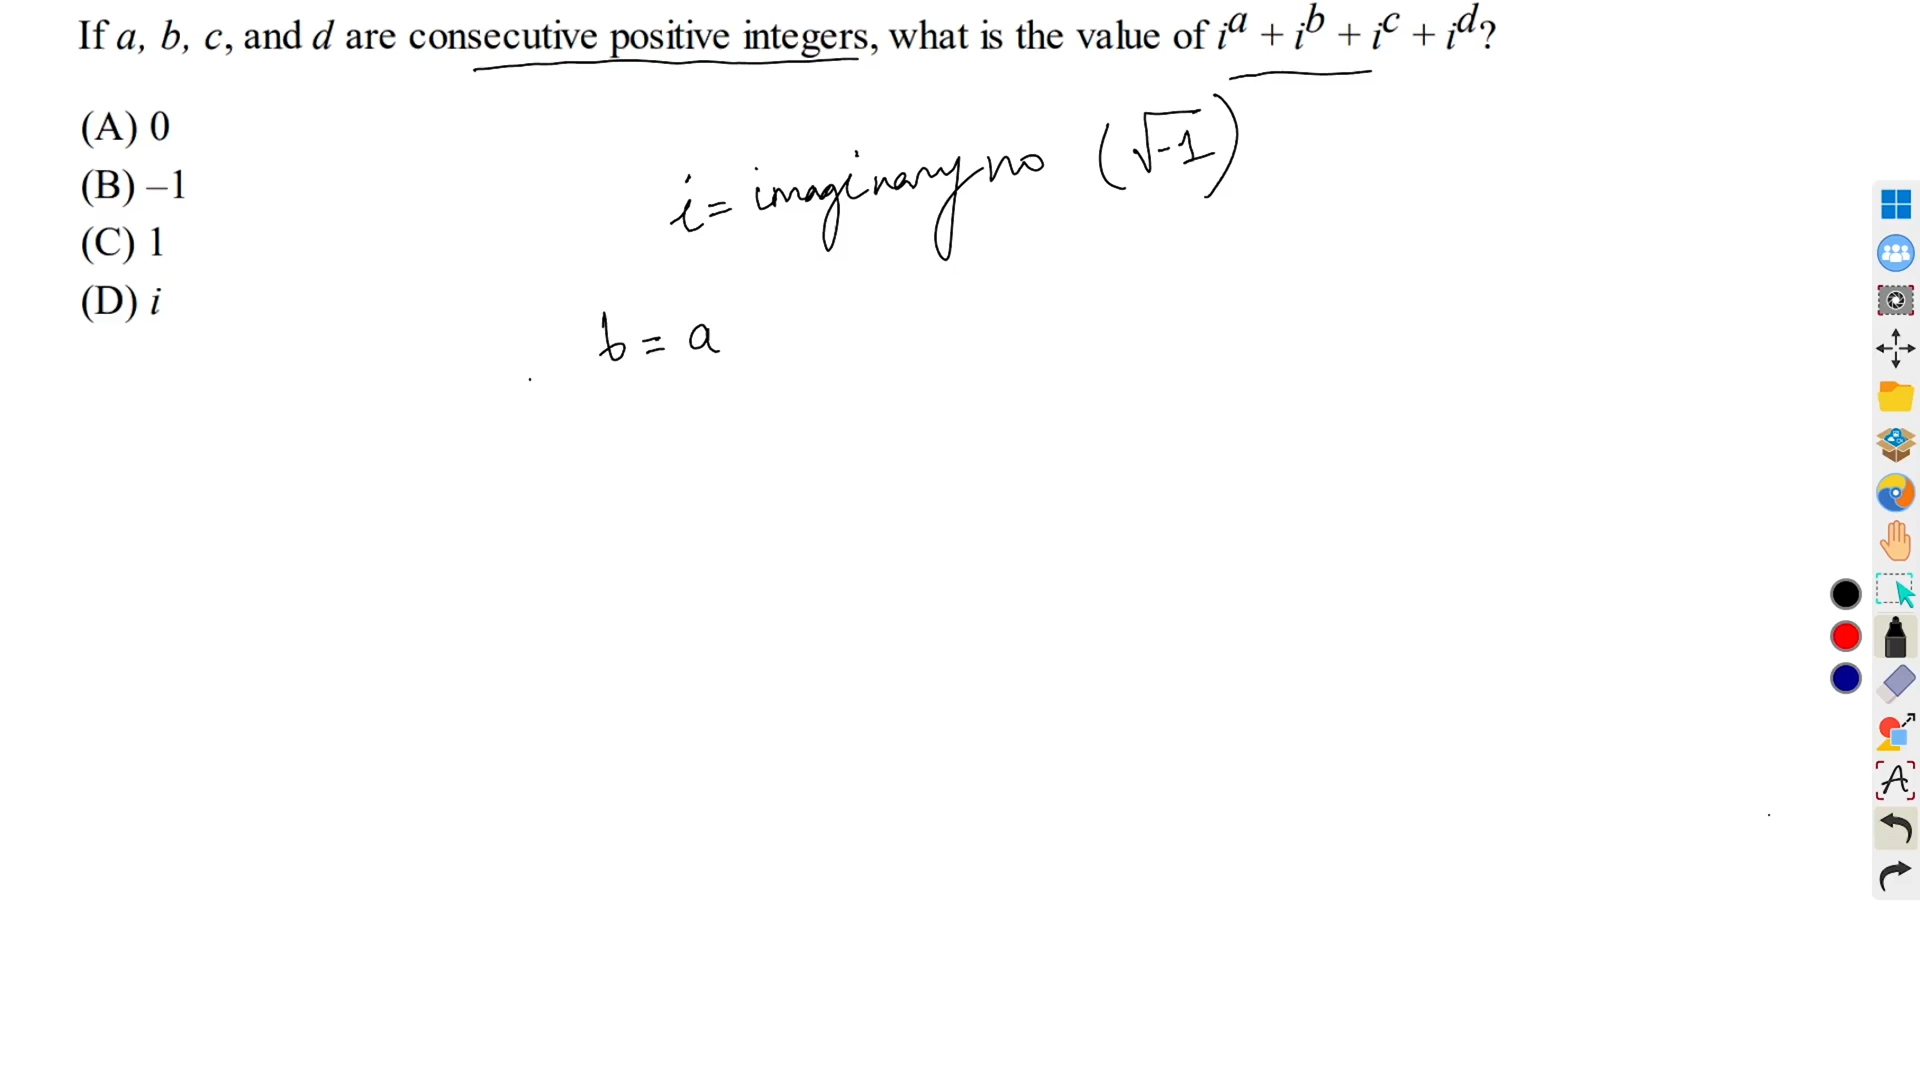 If a, b, c, and d are consecutive positive integers, what is the value of i^a + i^b + i^c + i^d?
(A) 0
(B) –1
(C) 1
(D) i
i = imaginary no (√-1)
b = a